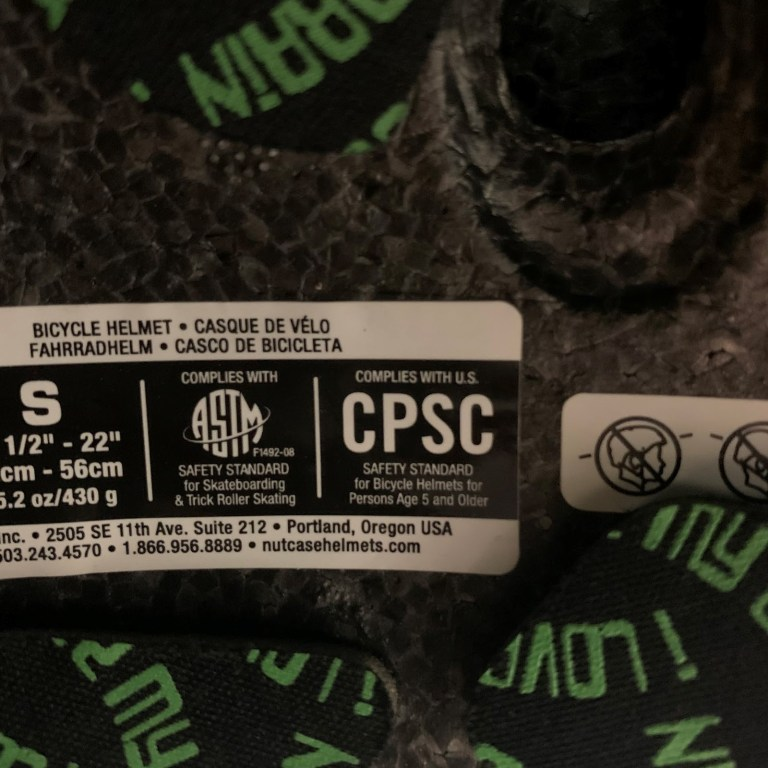 BRAIN
BICYCLE HELMET • CASQUE DE VÉLO
FAHRRADHELM • CASCO DE BICICLETA
S
1/2" - 22"
cm - 56cm
5.2 oz/430 g
COMPLIES WITH
ASTM
F1492-08
SAFETY STANDARD
for Skateboarding
& Trick Roller Skating
COMPLIES WITH U.S.
CPSC
SAFETY STANDARD
for Bicycle Helmets for
Persons Age 5 and Older
nc. • 2505 SE 11th Ave. Suite 212 • Portland, Oregon USA
503.243.4570 • 1.866.956.8889 • nutcasehelmets.com
i LOVE